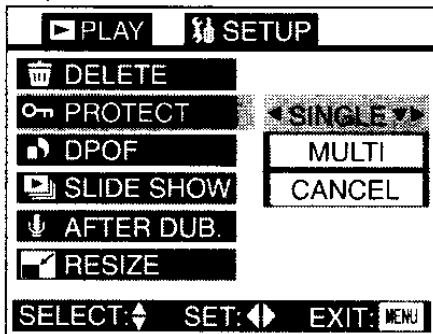 PLAY SETUP
DELETE
PROTECT SINGLE
DPOF MULTI
SLIDE SHOW CANCEL
AFTER DUB.
RESIZE
SELECT: SET: EXIT: MENU